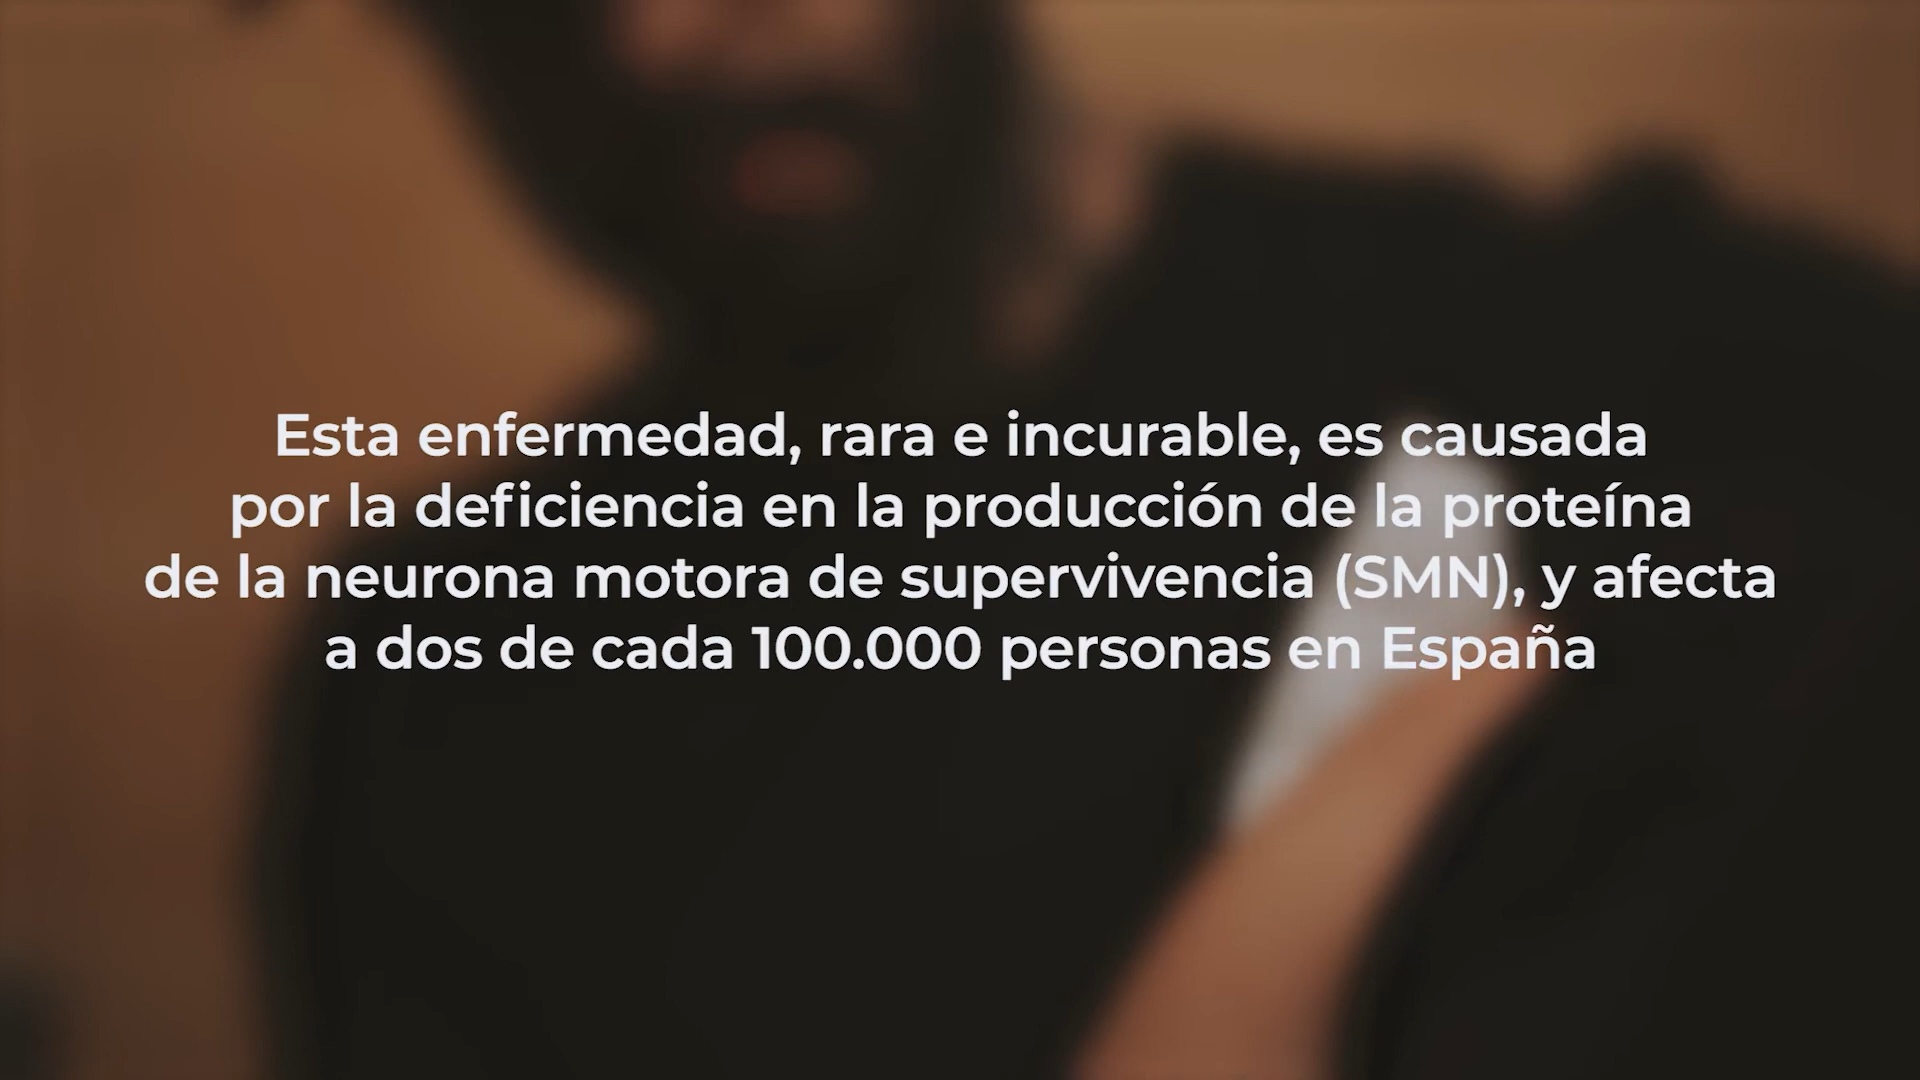 Esta enfermedad, rara e incurable, es causada
por la deficiencia en la producción de la proteína
de la neurona motora de supervivencia (SMN), y afecta
a dos de cada 100.000 personas en España